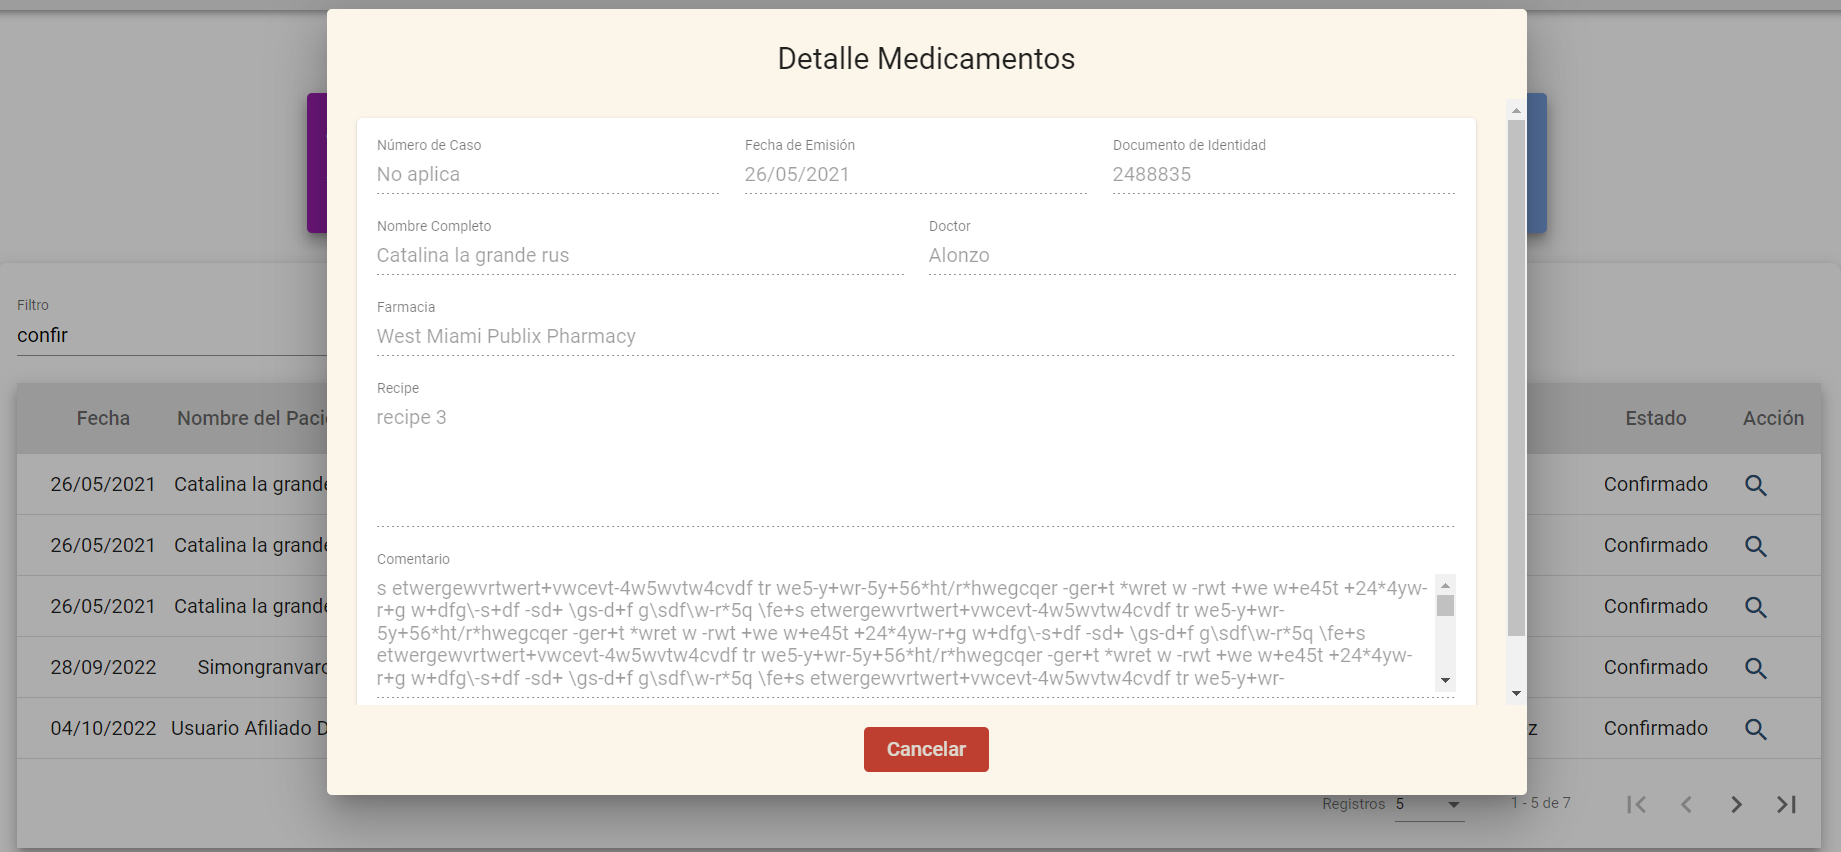 Detalle Medicamentos
Número de Caso
No aplica
Fecha de Emisión
26/05/2021
Documento de Identidad
2488835
Nombre Completo
Catalina la grande rus
Doctor
Alonzo
Farmacia
West Miami Publix Pharmacy
Recipe
recipe 3
Comentario
s etwergewvrtwert+vwcevt-4w5wvtw4cvdf tr we5-y+wr-5y+56*ht/r*hwegcqer -ger+t *wret w -rwt +we w+e45t +24*4yw-
r+g w+dfg\-s+df -sd+ \gs-d+f g\sdf\w-r*5q \fe+s etwergewvrtwert+vwcevt-4w5wvtw4cvdf tr we5-y+wr-
5y+56*ht/r*hwegcqer -ger+t *wret w -rwt +we w+e45t +24*4yw-r+g w+dfg\-s+df -sd+ \gs-d+f g\sdf\w-r*5q \fe+s
etwergewvrtwert+vwcevt-4w5wvtw4cvdf tr we5-y+wr-5y+56*ht/r*hwegcqer -ger+t *wret w -rwt +we w+e45t +24*4yw-
r+g w+dfg\-s+df -sd+ \gs-d+f g\sdf\w-r*5q \fe+s etwergewvrtwert+vwcevt-4w5wvtw4cvdf tr we5-y+wr-
Cancelar
Filtro
confir
Fecha Nombre del Estado Acción
26/05/2021 Catalina la grande Confirmado
26/05/2021 Catalina la grande Confirmado
26/05/2021 Catalina la grande Confirmado
28/09/2022 Confirmado
04/10/2022 Usuario Afiliado D z Confirmado
Registros 5 1 - 5 de 7